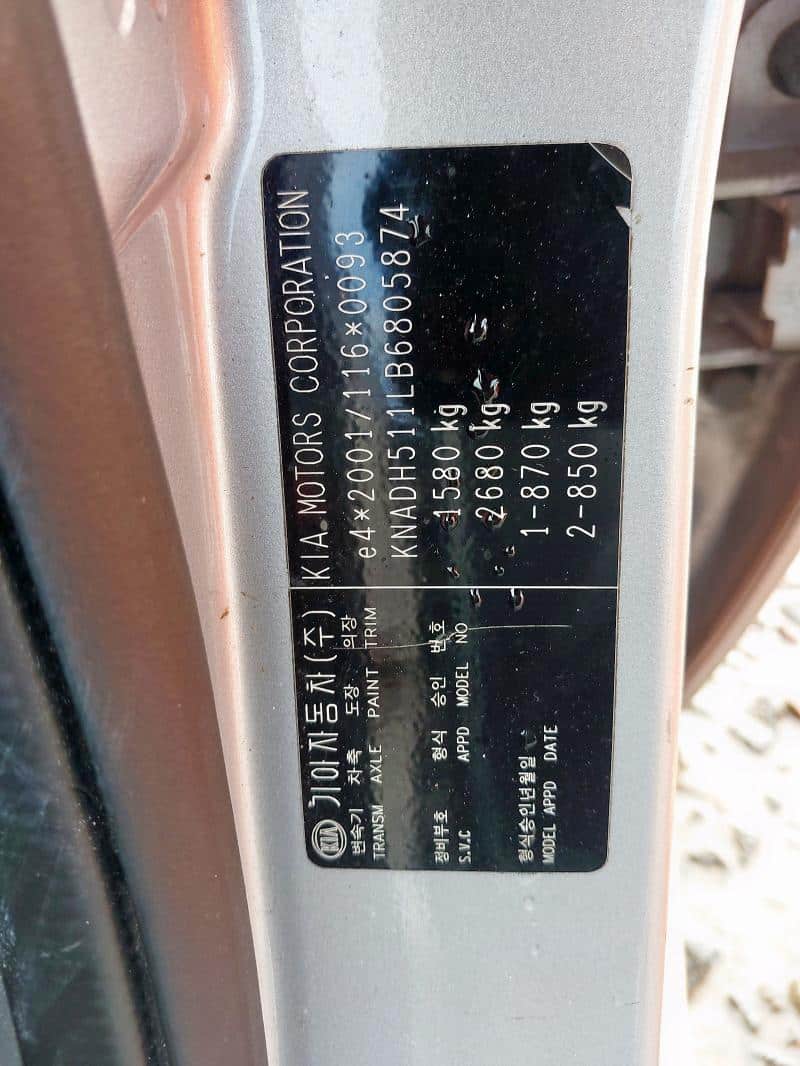 KIA 기아자동차(주) KIA MOTORS CORPORATION
변속기 차축 도장 의장
TRANSM AXLE PAINT TRIM
e4*2001/116*0093
KNADH511LB6805874
정비부호 형식 승인 번호
S.V.C APPD MODEL NO
1580 kg
2680 kg
형식승인년월일
MODEL APPD DATE
1-870 kg
2-850 kg